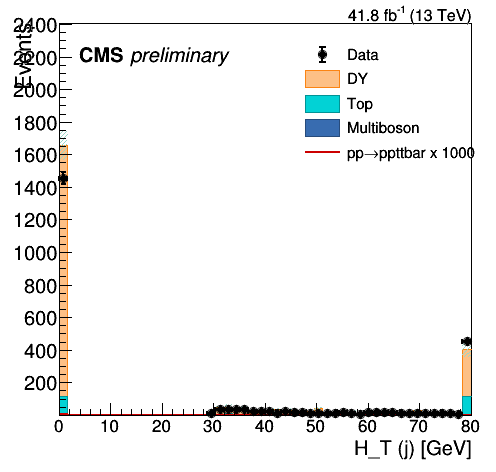 41.8 fb⁻¹ (13 TeV)
CMS preliminary
Events
Data
DY
Top
Multiboson
pp→ppttbar x 1000
2400
2200
2000
1800
1600
1400
1200
1000
800
600
400
200
0 10 20 30 40 50 60 70 80
H_T (j) [GeV]